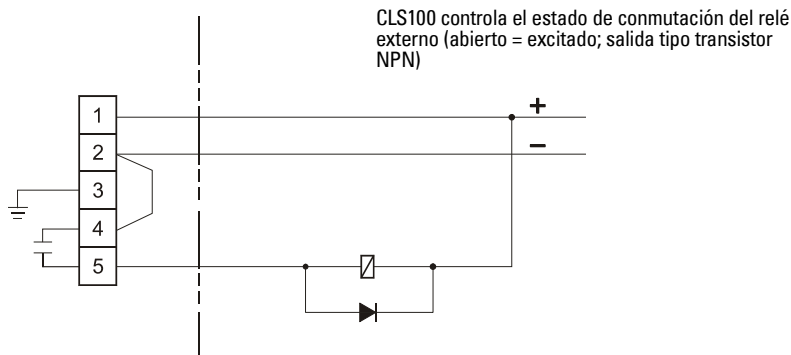 CLS100 controla el estado de conmutación del relé
externo (abierto = excitado; salida tipo transistor
NPN)
+
1
2
−
3
4
5